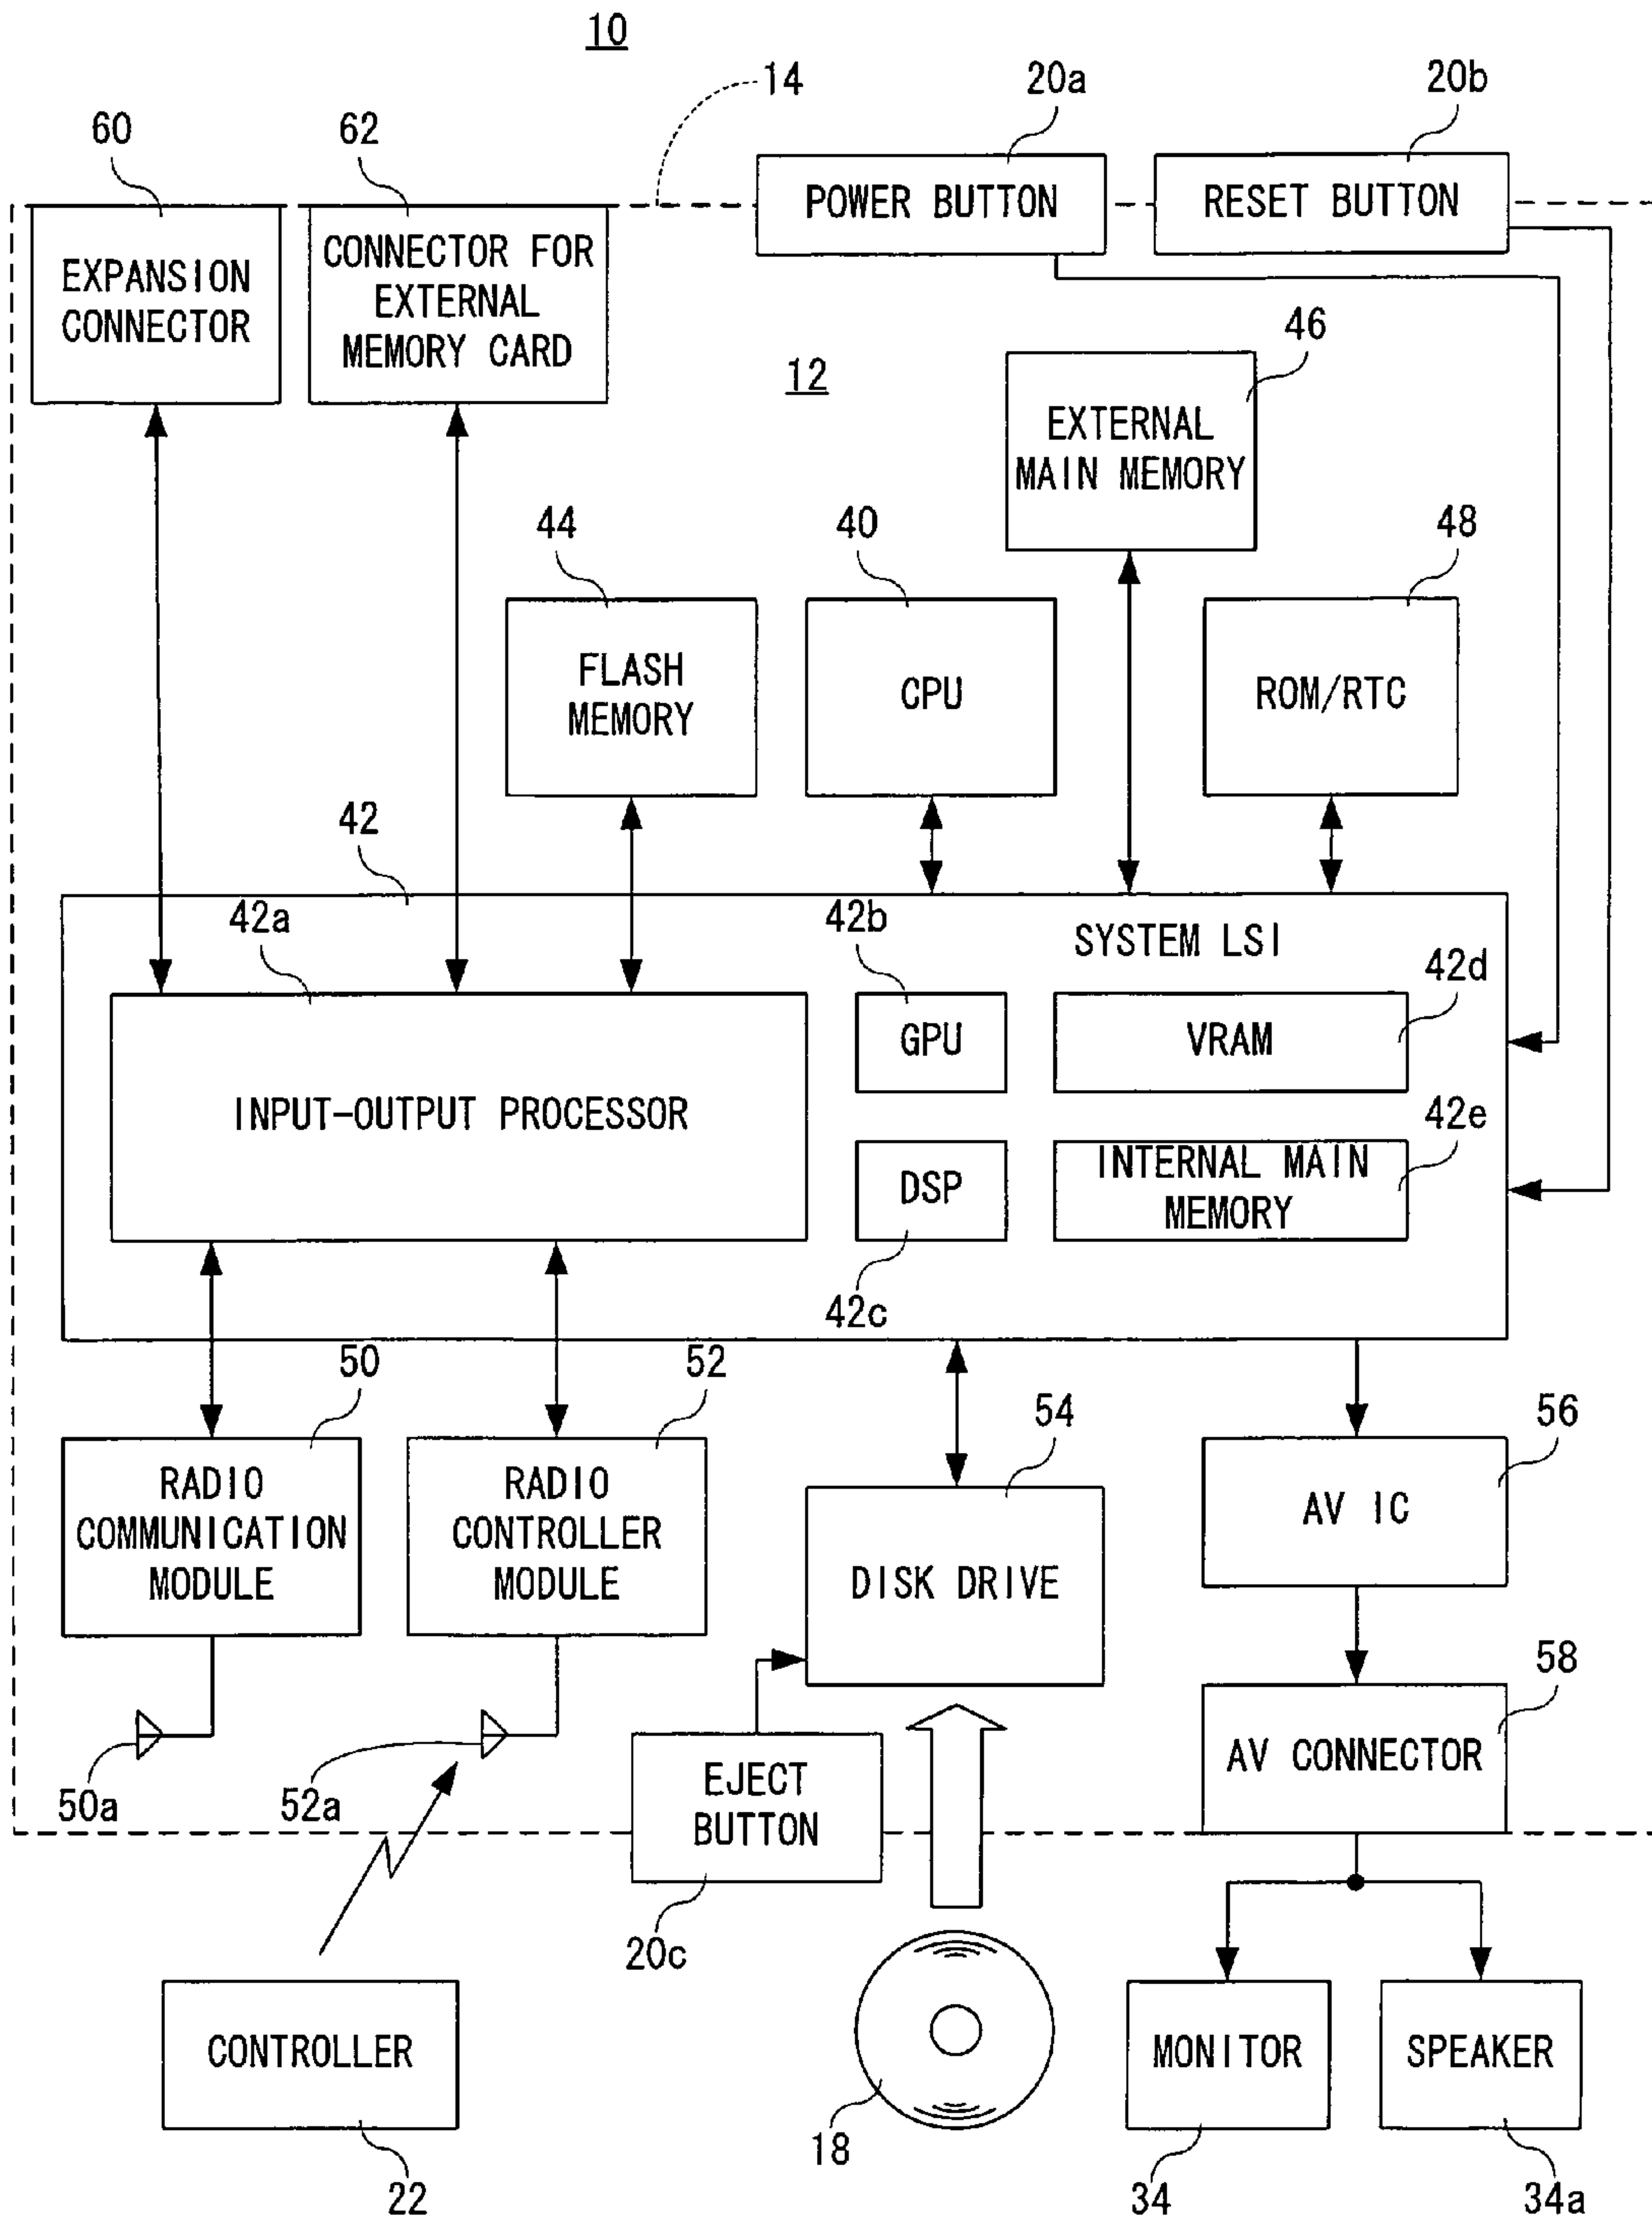 10
14
20a
20b
60
62
POWER BUTTON
RESET BUTTON
EXPANSION
CONNECTOR
CONNECTOR FOR
EXTERNAL
MEMORY CARD
12
46
EXTERNAL
MAIN MEMORY
44
40
48
FLASH
MEMORY
CPU
ROM/RTC
42
42a
42b
SYSTEM LSI
42d
GPU
VRAM
INPUT-OUTPUT PROCESSOR
42e
DSP
INTERNAL MAIN
MEMORY
42c
50
52
54
56
RADIO
COMMUNICATION
MODULE
RADIO
CONTROLLER
MODULE
DISK DRIVE
AV IC
58
50a
52a
EJECT
BUTTON
AV CONNECTOR
20c
CONTROLLER
MONITOR
SPEAKER
18
22
34
34a